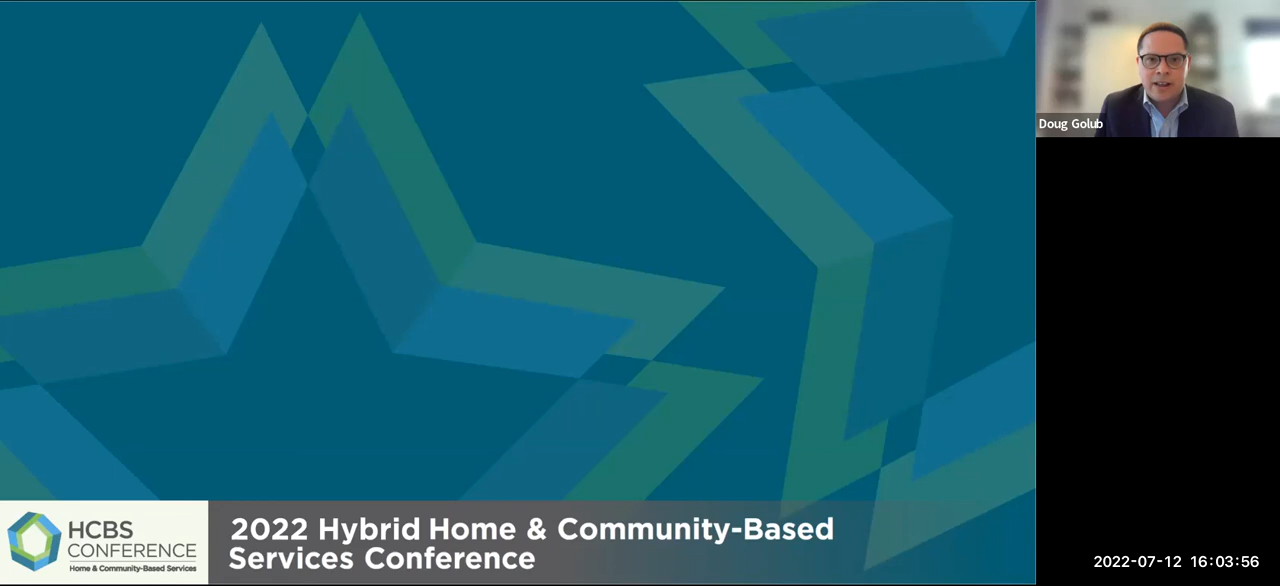 Doug Golub
HCBS
CONFERENCE
Home & Community-Based Services
2022 Hybrid Home & Community-Based
Services Conference
2022-07-12 16:03:56